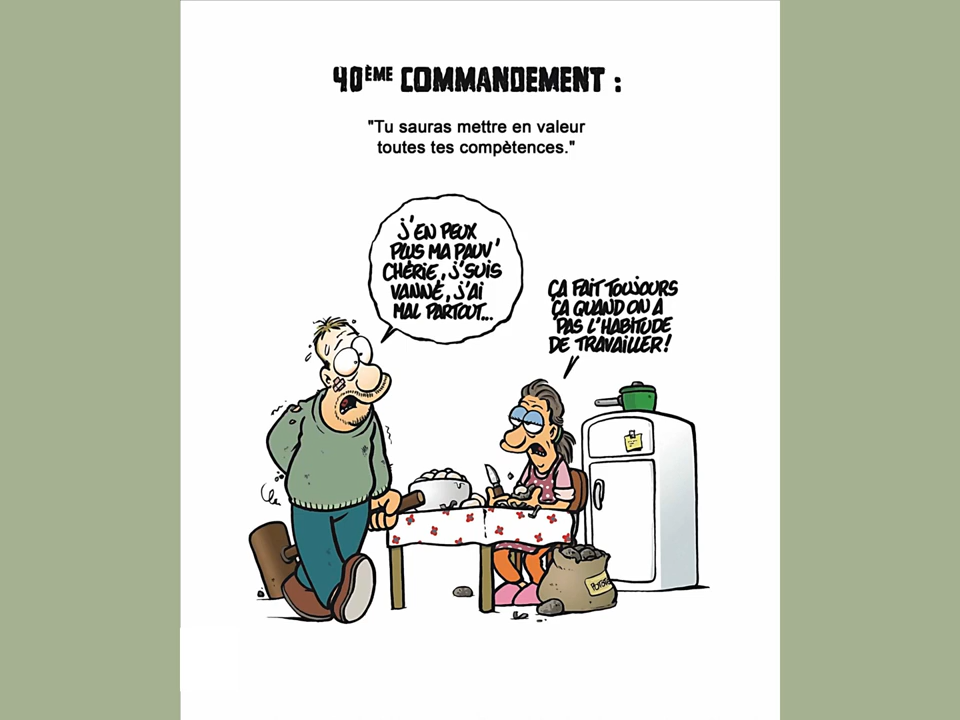 40ÈME COMMANDEMENT :
"Tu sauras mettre en valeur
toutes tes compètences."
J'EN PEUX
PLUS MA PAUV'
CHÉRIE, J'SUIS
VANNÉ, J'AI
MAL PARTOUT...
ÇA FAIT TOUJOURS
ÇA QUAND ON A
PAS L'HABITUDE
DE TRAVAILLER!